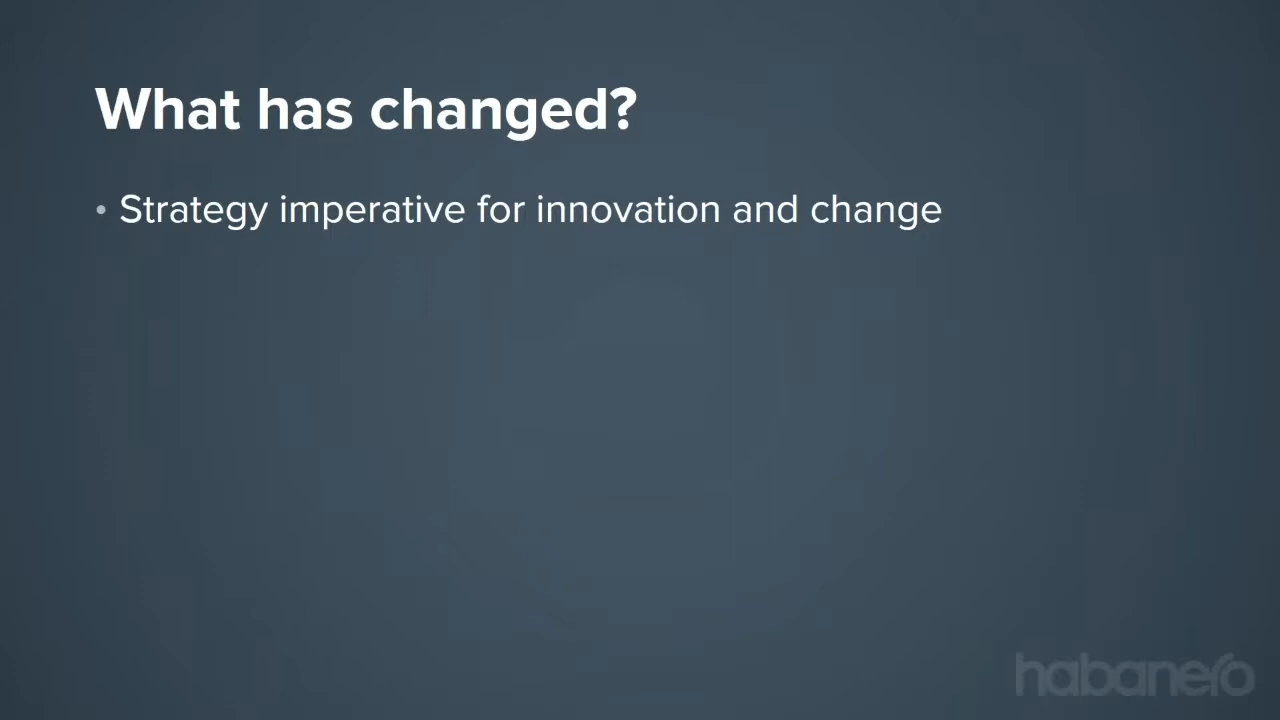 What has changed?
• Strategy imperative for innovation and change
habanero